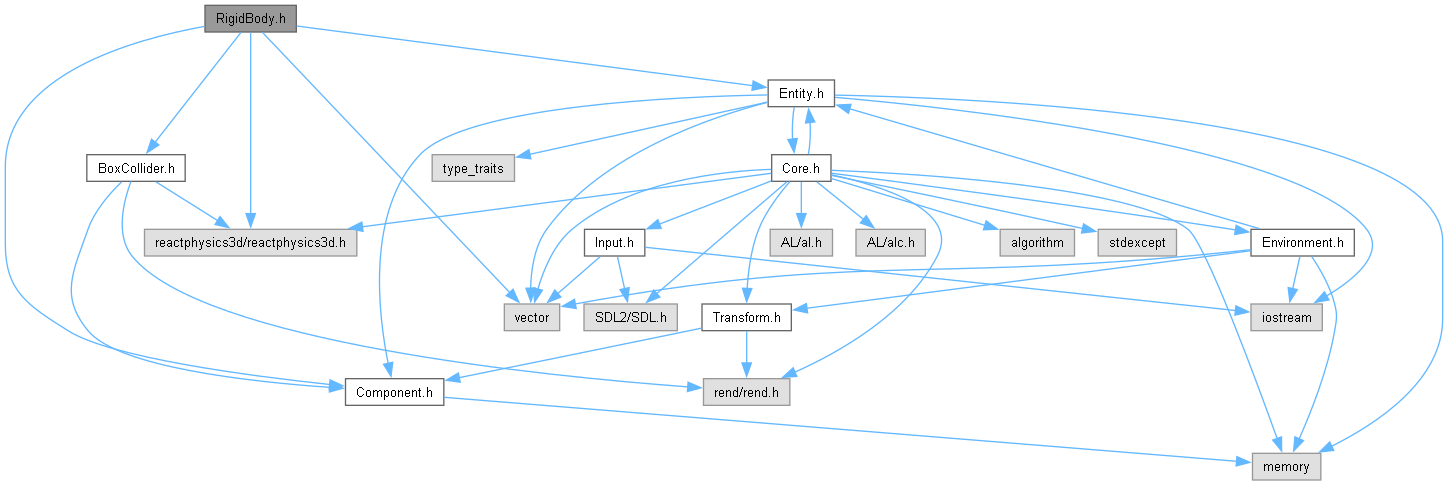 RigidBody.h
Entity.h
BoxCollider.h
type_traits
Core.h
reactphysics3d/reactphysics3d.h
Input.h
AL/al.h
AL/alc.h
algorithm
stdexcept
Environment.h
vector
SDL2/SDL.h
Transform.h
iostream
Component.h
rend/rend.h
memory